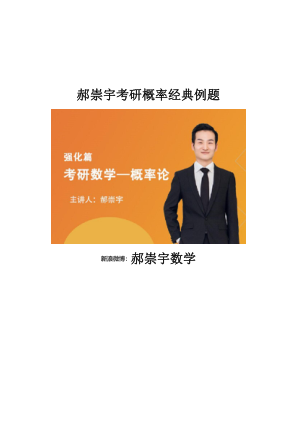 郝崇宇考研概率经典例题
强化篇
考研数学—概率论
主讲人：郝崇宇
新浪微博：郝崇宇数学